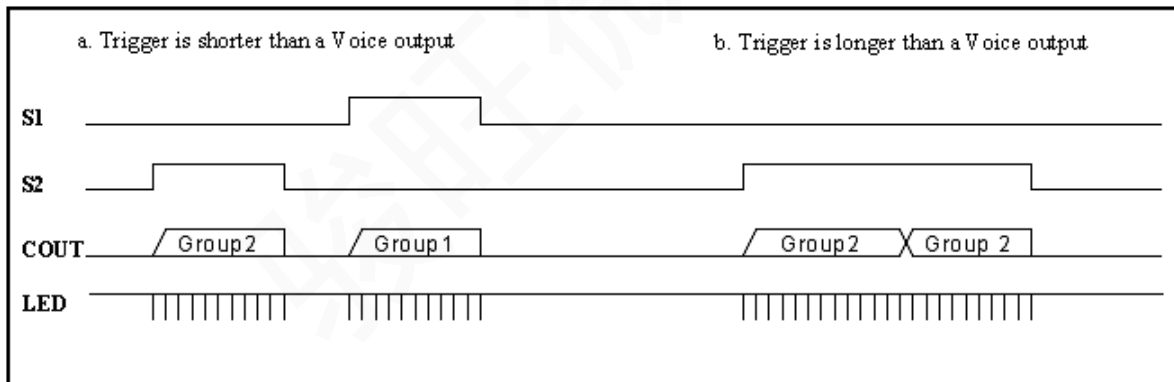 a. Trigger is shorter than a Voice output
b. Trigger is longer than a Voice output
S1
S2
COUT
Group2
Group1
Group2
Group 2
LED